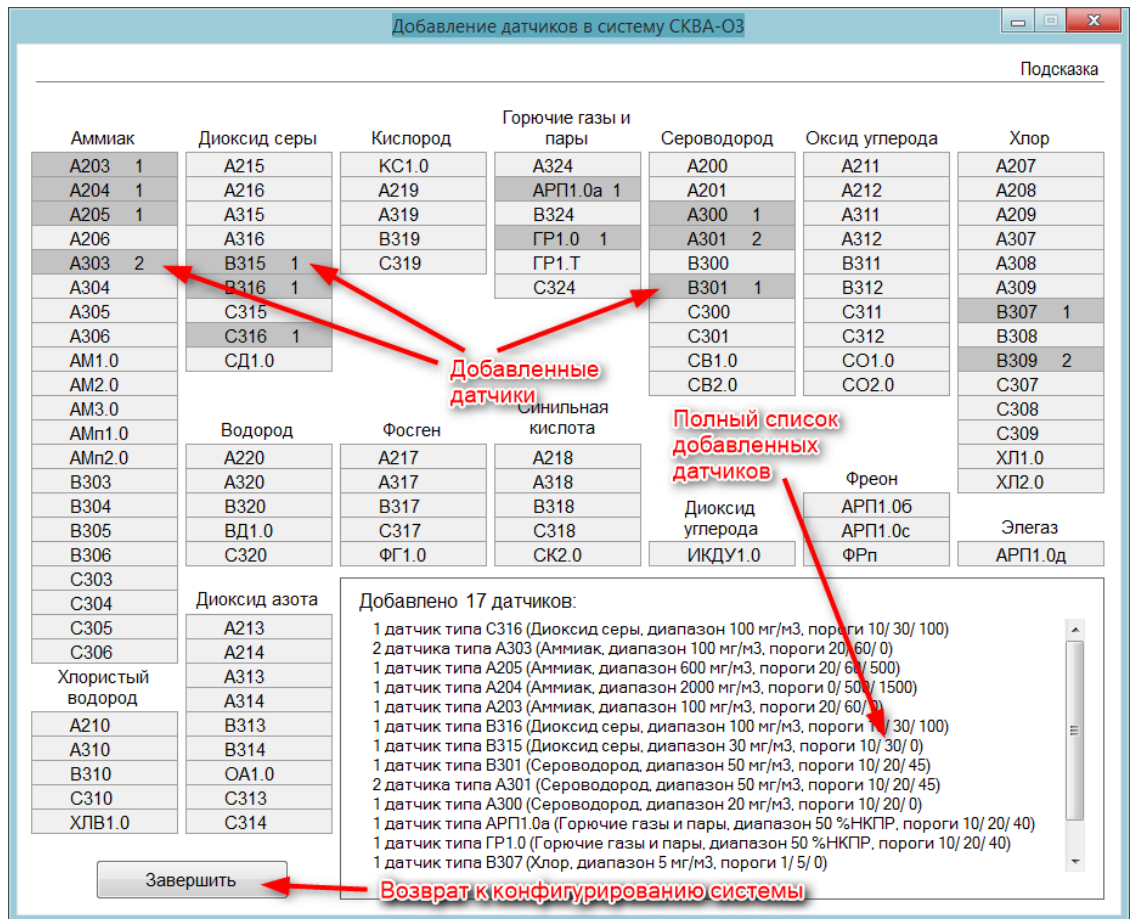 Добавление датчиков в систему СКВА-03
Подсказка
Аммиак
А203 1
А204 1
А205 1
А206
А303 2
А304
А305
А306
АМ1.0
АМ2.0
АМ3.0
АМп1.0
АМп2.0
В303
В304
В305
В306
С303
С304
С305
С306
Хлористый
водород
А210
А310
В310
С310
ХЛВ1.0
Диоксид серы
А215
А216
А315
А316
В315 1
В316 1
С315
С316 1
СД1.0
Водород
А220
А320
В320
ВД1.0
С320
Диоксид азота
А213
А214
А313
А314
В313
В314
ОА1.0
С313
С314
Кислород
КС1.0
А219
А319
В319
С319
Фосген
А217
А317
В317
С317
ФГ1.0
Горючие газы и
пары
А324
АРП1.0а 1
В324
ГР1.0 1
ГР1.Т
С324
Синильная
кислота
А218
А318
В318
С318
СК2.0
Сероводород
А200
А201
А300 1
А301 2
В300
В301 1
С300
С301
СВ1.0
СВ2.0
Диоксид
углерода
ИКДУ1.0
Оксид углерода
А211
А212
А311
А312
В311
В312
С311
С312
СО1.0
СО2.0
Фреон
АРП1.0б
АРП1.0с
ФРп
Хлор
А207
А208
А209
А307
А308
А309
В307 1
В308
В309 2
С307
С308
С309
ХЛ1.0
ХЛ2.0
Элегаз
АРП1.0д
Добавленные
датчики
Полный список
добавленных
датчиков
Добавлено 17 датчиков:
1 датчик типа С316 (Диоксид серы, диапазон 100 мг/м3, пороги 10/ 30/ 100)
2 датчика типа А303 (Аммиак, диапазон 100 мг/м3, пороги 20/ 60/ 0)
1 датчик типа А205 (Аммиак, диапазон 600 мг/м3, пороги 20/ 60/ 500)
1 датчик типа А204 (Аммиак, диапазон 2000 мг/м3, пороги 0/ 500/ 1500)
1 датчик типа А203 (Аммиак, диапазон 100 мг/м3, пороги 20/ 60/ 0)
1 датчик типа В316 (Диоксид серы, диапазон 100 мг/м3, пороги 10/ 30/ 100)
1 датчик типа В315 (Диоксид серы, диапазон 30 мг/м3, пороги 10/ 30/ 0)
1 датчик типа В301 (Сероводород, диапазон 50 мг/м3, пороги 10/ 20/ 45)
2 датчика типа А301 (Сероводород, диапазон 50 мг/м3, пороги 10/ 20/ 45)
1 датчик типа А300 (Сероводород, диапазон 20 мг/м3, пороги 10/ 20/ 0)
1 датчик типа АРП1.0а (Горючие газы и пары, диапазон 50 %НКПР, пороги 10/ 20/ 40)
1 датчик типа ГР1.0 (Горючие газы и пары, диапазон 50 %НКПР, пороги 10/ 20/ 40)
1 датчик типа В307 (Хлор, диапазон 5 мг/м3, пороги 1/ 5/ 0)
Завершить
Возврат к конфигурированию системы